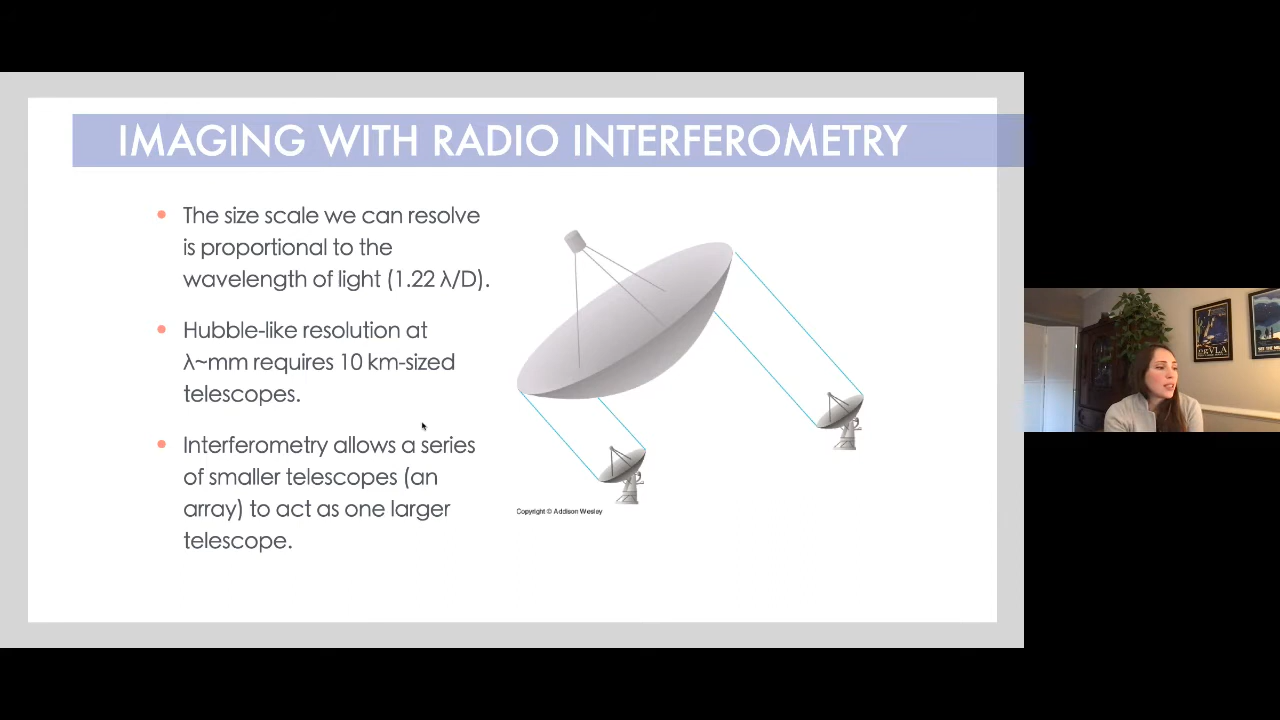 IMAGING WITH RADIO INTERFEROMETRY
• The size scale we can resolve
is proportional to the
wavelength of light (1.22 λ/D).
• Hubble-like resolution at
λ~mm requires 10 km-sized
telescopes.
• Interferometry allows a series
of smaller telescopes (an
array) to act as one larger
telescope.
Copyright © Addison Wesley
VLA